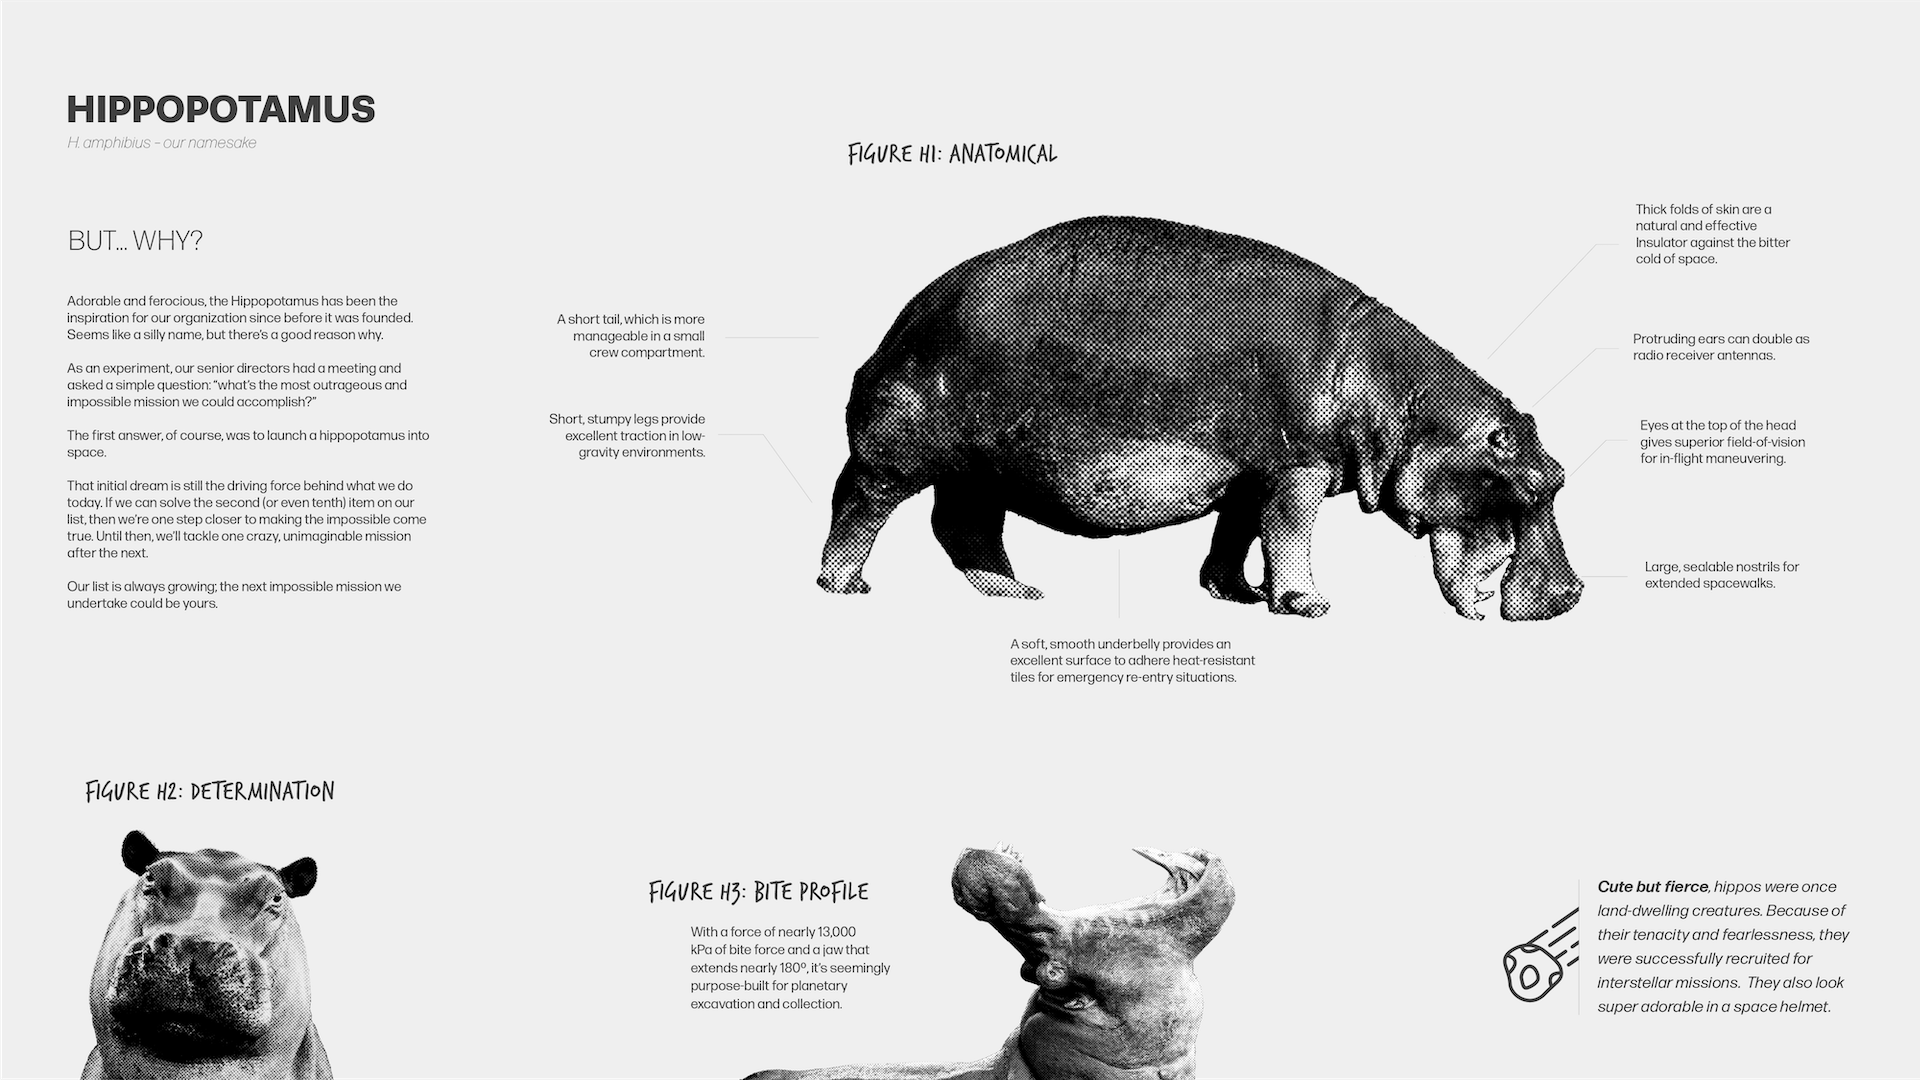 HIPPOPOTAMUS
H. amphibius – our namesake
BUT... WHY?
Adorable and ferocious, the Hippopotamus has been the
inspiration for our organization since before it was founded.
Seems like a silly name, but there's a good reason why.
As an experiment, our senior directors had a meeting and
asked a simple question: "what's the most outrageous and
impossible mission we could accomplish?"
The first answer, of course, was to launch a hippopotamus into
space.
That initial dream is still the driving force behind what we do
today. If we can solve the second (or even tenth) item on our
list, then we're one step closer to making the impossible come
true. Until then, we'll tackle one crazy, unimaginable mission
after the next.
Our list is always growing; the next impossible mission we
undertake could be yours.
FIGURE H1: ANATOMICAL
A short tail, which is more
manageable in a small
crew compartment.
Short, stumpy legs provide
excellent traction in low-
gravity environments.
Thick folds of skin are a
natural and effective
Insulator against the bitter
cold of space.
Protruding ears can double as
radio receiver antennas.
Eyes at the top of the head
gives superior field-of-vision
for in-flight maneuvering.
Large, sealable nostrils for
extended spacewalks.
A soft, smooth underbelly provides an
excellent surface to adhere heat-resistant
tiles for emergency re-entry situations.
FIGURE H2: DETERMINATION
FIGURE H3: BITE PROFILE
With a force of nearly 13,000
kPa of bite force and a jaw that
extends nearly 180º, it's seemingly
purpose-built for planetary
excavation and collection.
Cute but fierce, hippos were once
land-dwelling creatures. Because of
their tenacity and fearlessness, they
were successfully recruited for
interstellar missions.  They also look
super adorable in a space helmet.